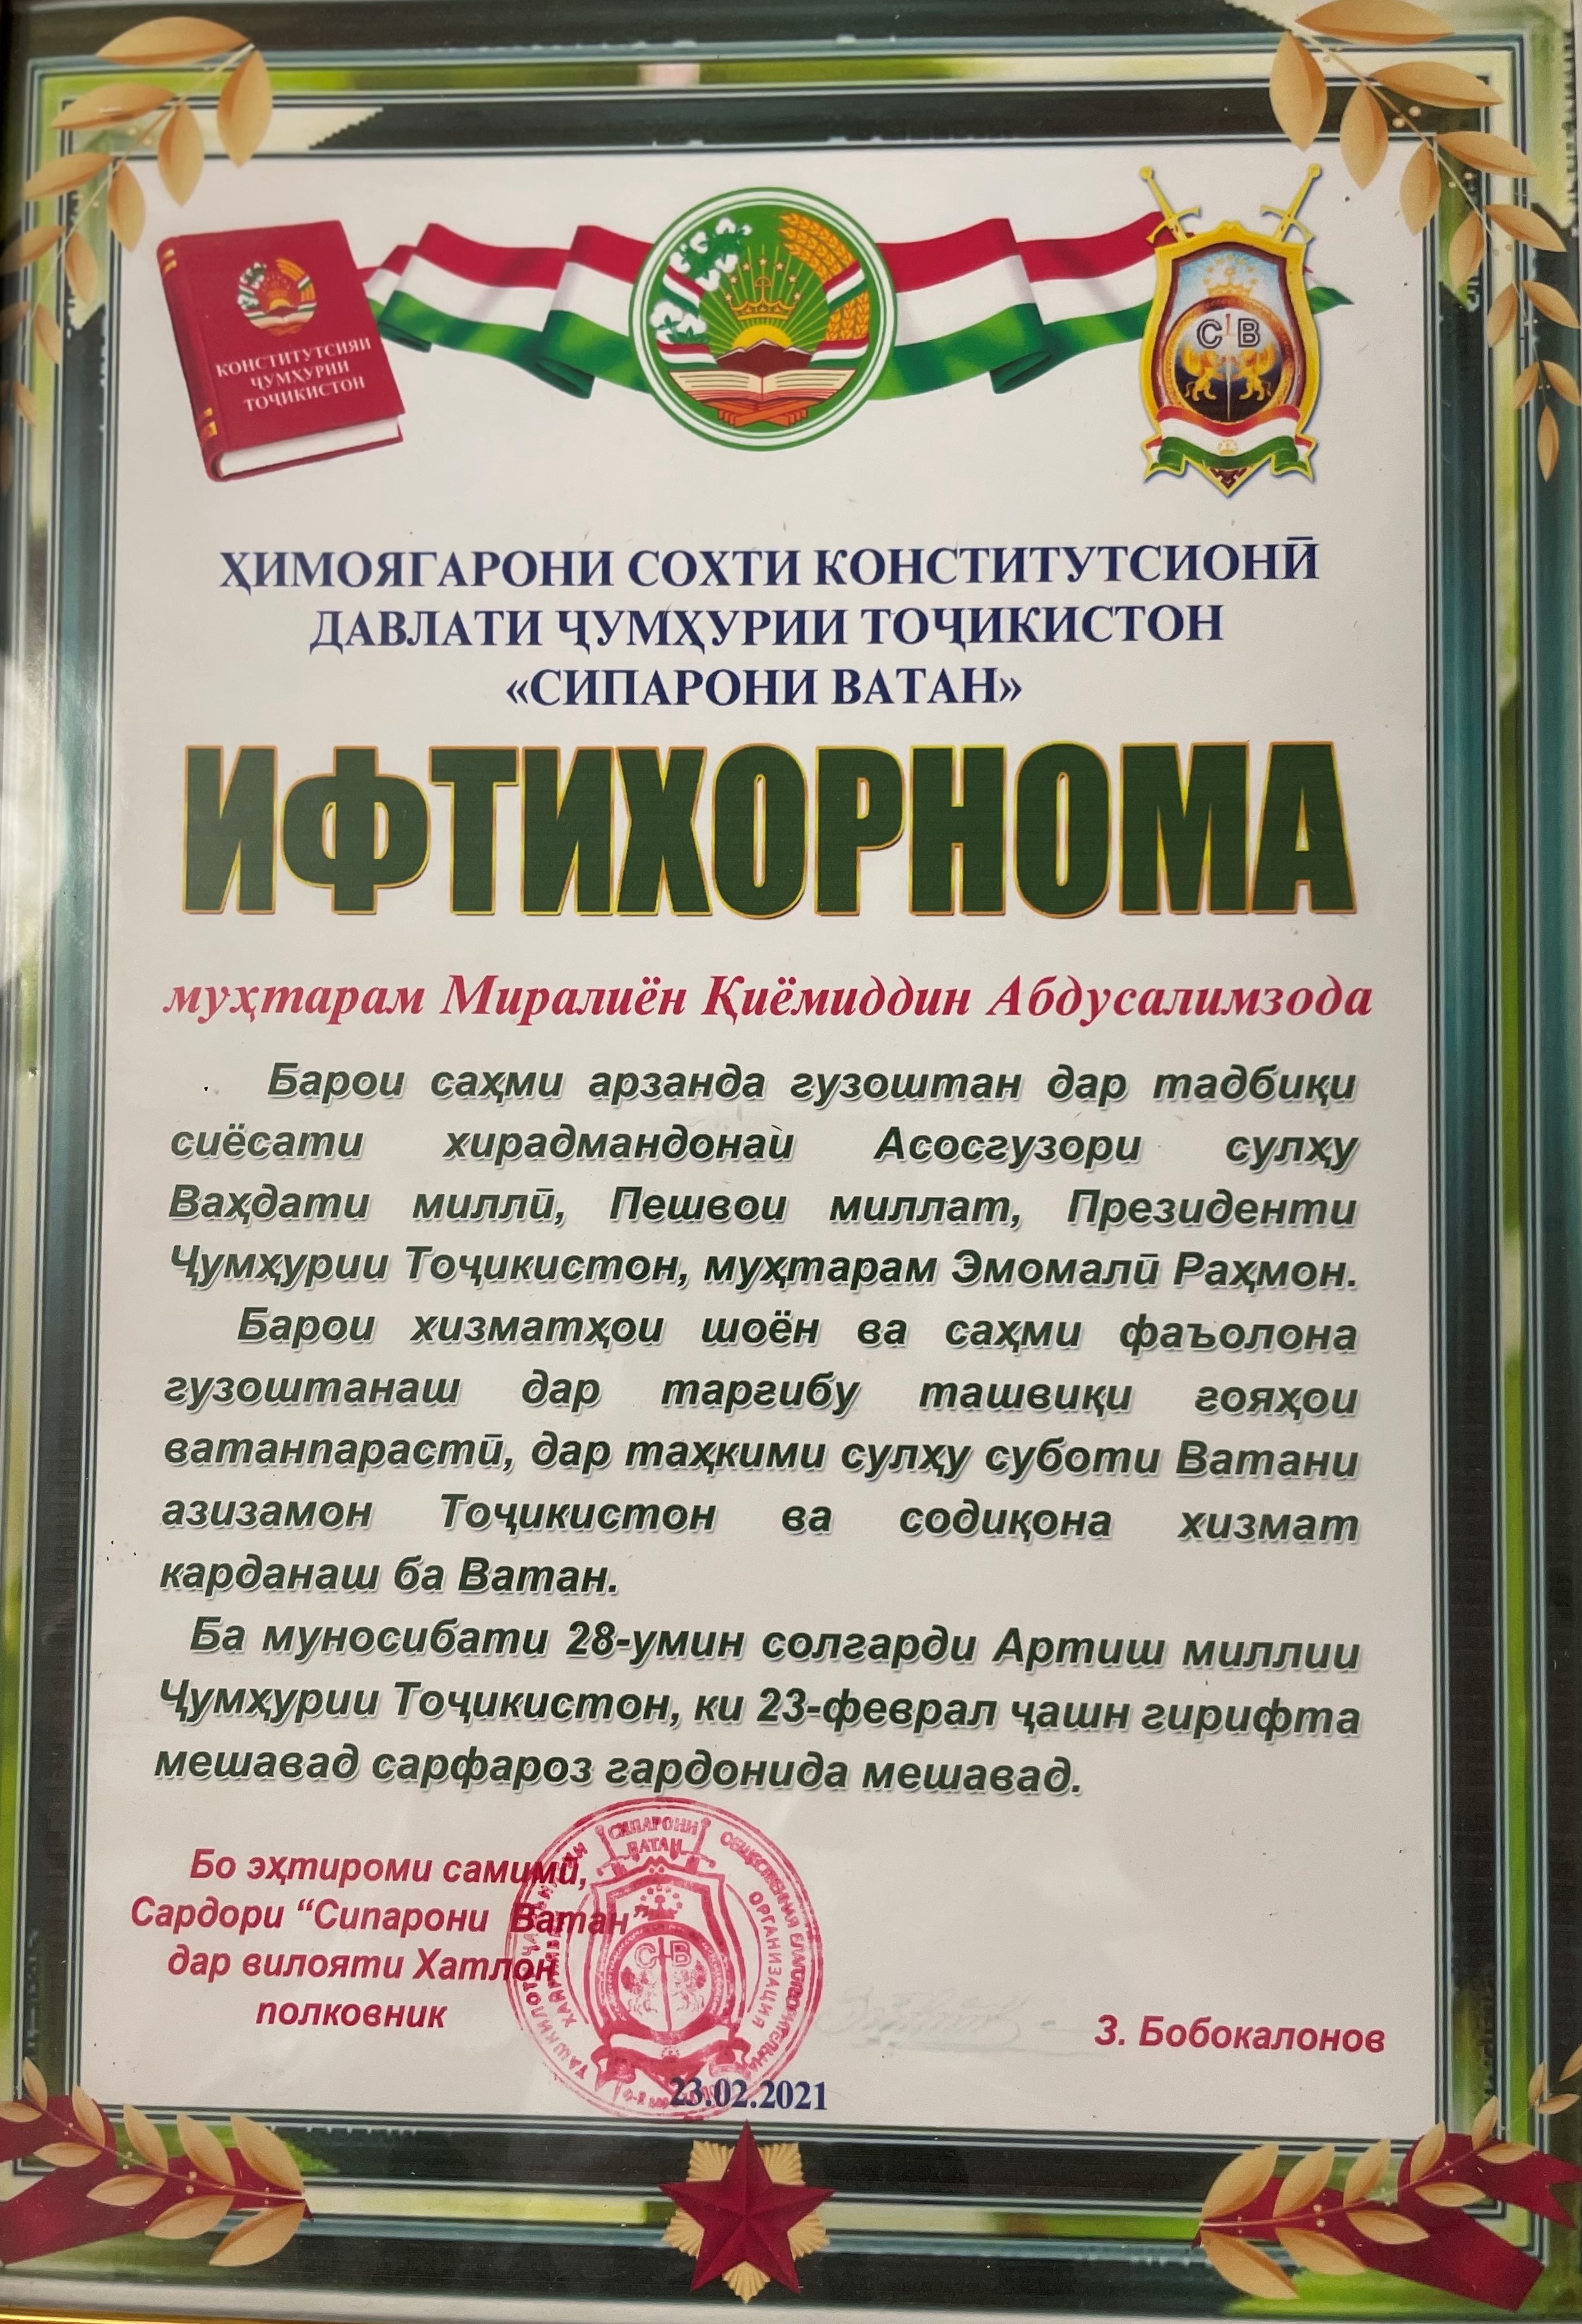 КОНСТИТУТСИЯИ
ҶУМҲУРИИ
ТОҶИКИСТОН
С В
ҲИМОЯГАРОНИ СОХТИ КОНСТИТУТСИОНӢ
ДАВЛАТИ ҶУМҲУРИИ ТОҶИКИСТОН
«СИПАРОНИ ВАТАН»
ИФТИХОРНОМА
муҳтарам Миралиён Қиёмиддин Абдусалимзода
Барои саҳми арзанда гузоштан дар тадбиқи
сиёсати хирадмандонаи Асосгузори сулҳу
Ваҳдати миллӣ, Пешвои миллат, Президенти
Ҷумҳурии Тоҷикистон, муҳтарам Эмомалӣ Раҳмон.
Барои хизматҳои шоён ва саҳми фаъолона
гузоштанаш дар тарғибу ташвиқи ғояҳои
ватанпарастӣ, дар таҳкими сулҳу суботи Ватани
азизамон Тоҷикистон ва содиқона хизмат
карданаш ба Ватан.
Ба муносибати 28-умин солгарди Артиш миллии
Ҷумҳурии Тоҷикистон, ки 23-феврал ҷашн гирифта
мешавад сарфароз гардонида мешавад.
Бо эҳтироми самимӣ,
Сардори “Сипарони Ватан”
дар вилояти Хатлон
полковник
З. Бобокалонов
СИПАРОНИ
ВАТАН
ОРГАНИЗАЦИЯ
С В
23.02.2021